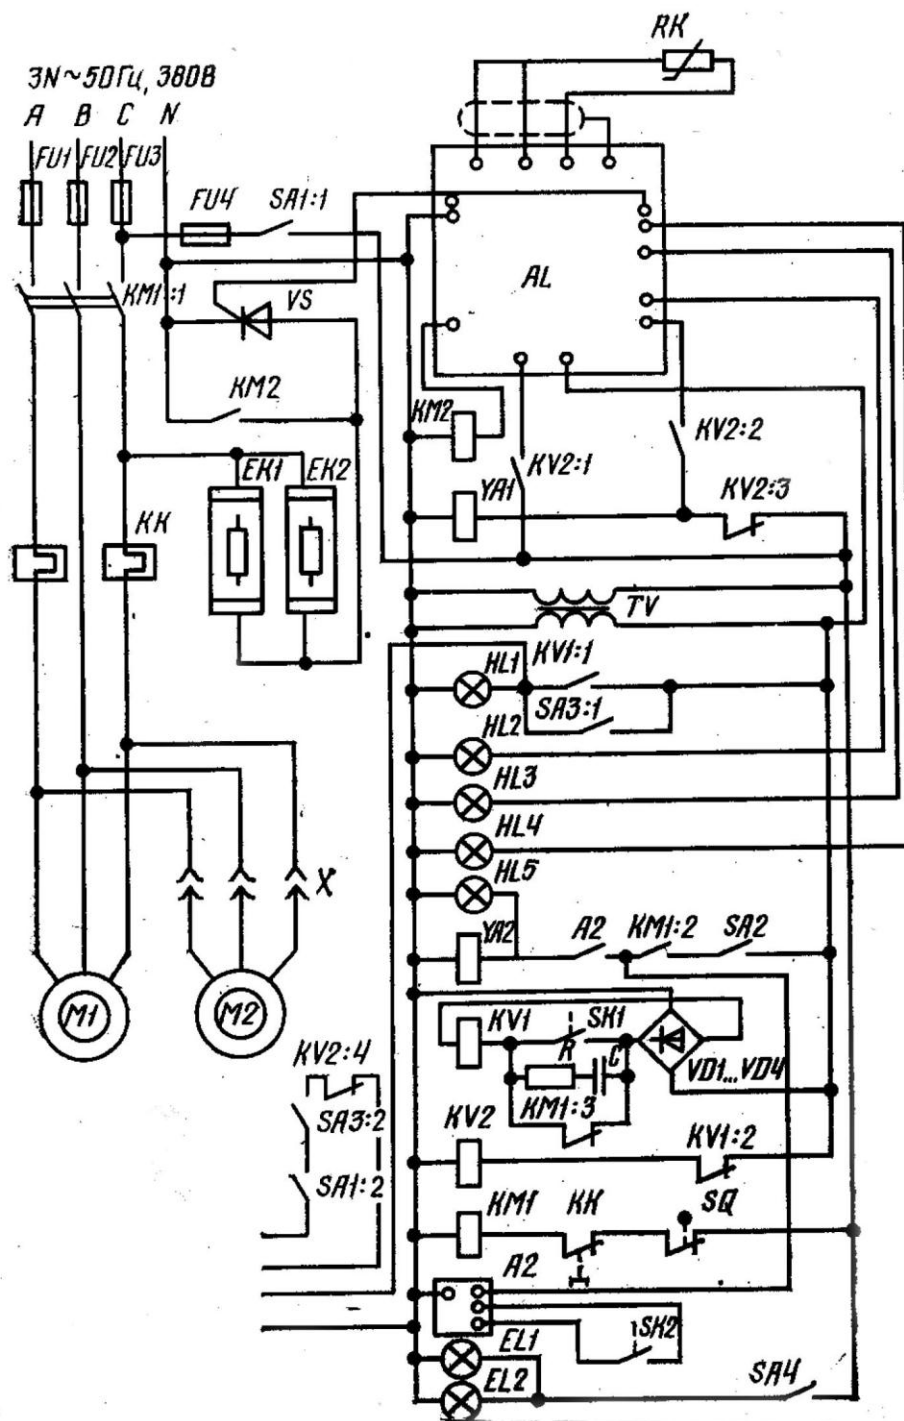 RK
3N~50Гц, 380В
A B C N
FU1 FU2 FU3
FU4 SA1:1
KM1:1 VS
AL
KM2
KM2
KV2:2
KV2:1
EK1 EK2
YA1
KV2:3
KK
TV
KV1:1
HL1
SA3:1
HL2
HL3
HL4
HL5
X
YA2 A2 KM1:2 SA2
M1 M2
KV1 SK1
R C
VD1...VD4
KV2:4
KM1:3
SA3:2
KV2 KV1:2
SA1:2
KM1 KK SQ
A2
SK2
EL1
EL2 SA4